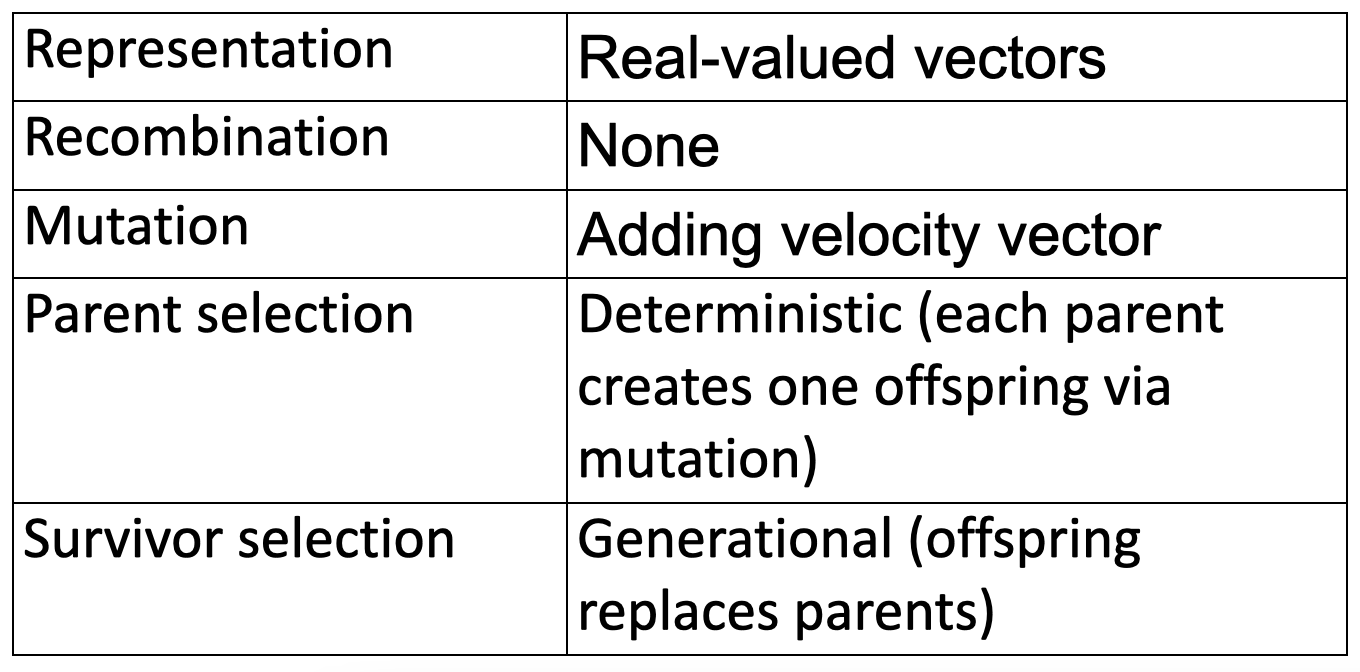 Representation
Real-valued vectors
Recombination
None
Mutation
Adding velocity vector
Parent selection
Deterministic (each parent
creates one offspring via
mutation)
Survivor selection
Generational (offspring
replaces parents)